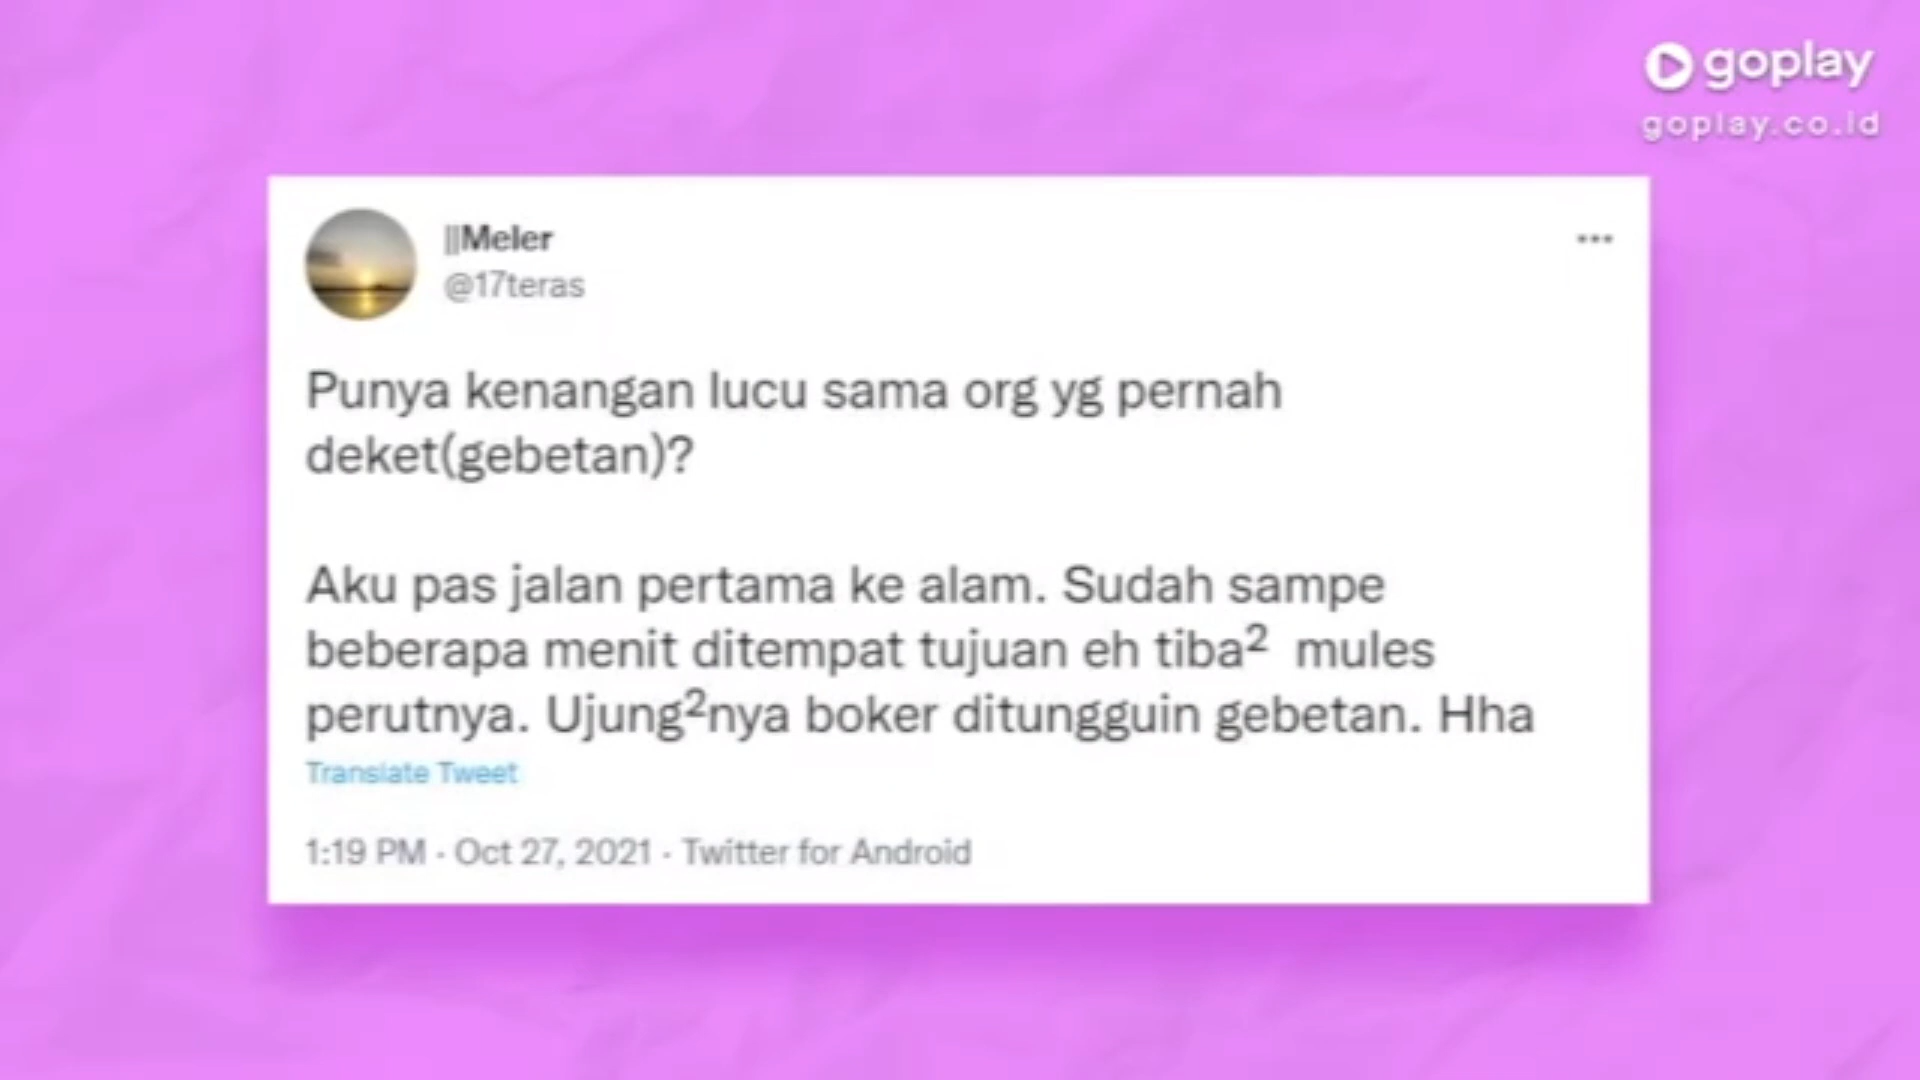 goplay
goplay.co.id
||Meler
@17teras
Punya kenangan lucu sama org yg pernah
deket(gebetan)?
Aku pas jalan pertama ke alam. Sudah sampe
beberapa menit ditempat tujuan eh tiba² mules
perutnya. Ujung²nya boker ditungguin gebetan. Hha
Translate Tweet
1:19 PM · Oct 27, 2021 · Twitter for Android